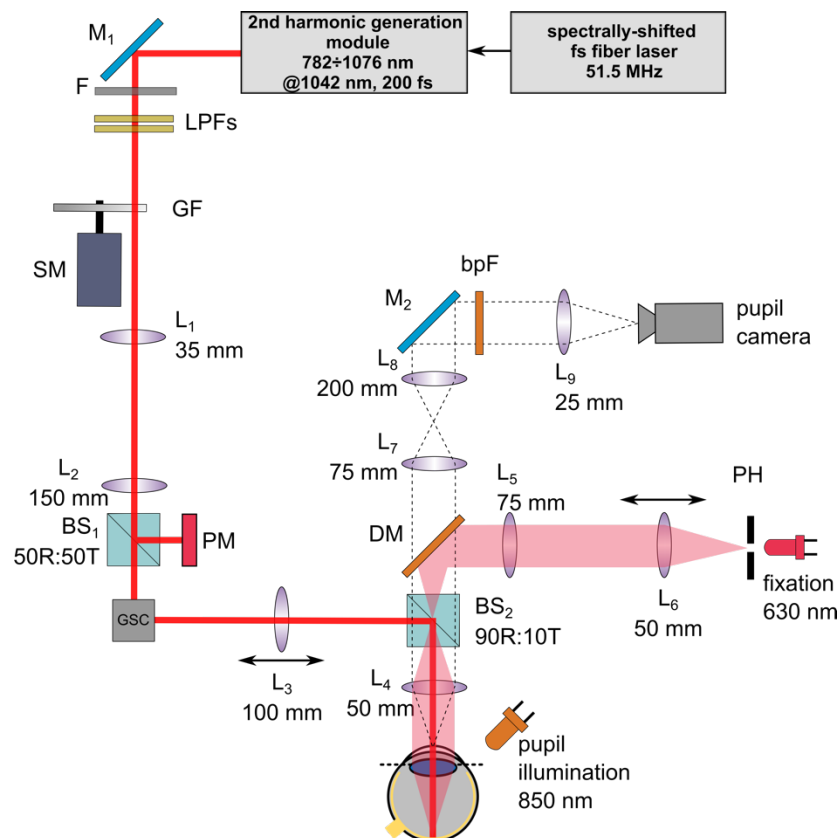 M₁
2nd harmonic generation
module
782÷1076 nm
@1042 nm, 200 fs
spectrally-shifted
fs fiber laser
51.5 MHz
F
LPFs
GF
SM
L₁
35 mm
M₂
bpF
pupil
camera
L₈
200 mm
L₉
25 mm
L₇
75 mm
L₂
150 mm
BS₁
50R:50T
PM
L₅
75 mm
PH
DM
fixation
630 nm
L₆
50 mm
GSC
BS₂
90R:10T
L₃
100 mm
L₄
50 mm
pupil
illumination
850 nm